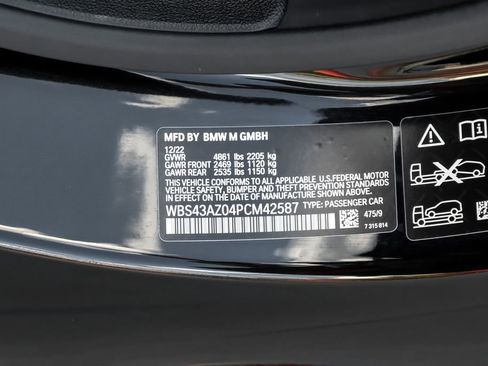 MFD BY BMW M GMBH
12/22
GVWR 4861 lbs 2205 kg
GAWR FRONT 2469 lbs 1120 kg
GAWR REAR 2535 lbs 1150 kg
THIS VEHICLE CONFORMS TO ALL APPLICABLE U.S. FEDERAL MOTOR
VEHICLE SAFETY, BUMPER, AND THEFT PREVENTION STANDARDS
IN EFFECT ON THE DATE OF MANUFACTURE SHOWN ABOVE.
WBS43AZ04PCM42587 TYPE: PASSENGER CAR
475/9
7 315 814